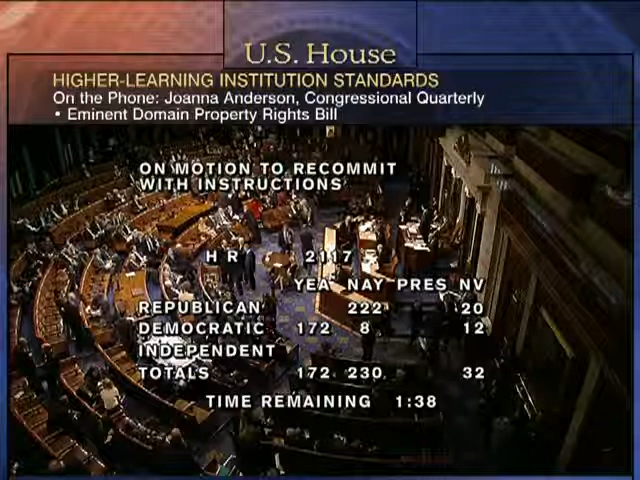 U.S. House
HIGHER-LEARNING INSTITUTION STANDARDS
On the Phone: Joanna Anderson, Congressional Quarterly
• Eminent Domain Property Rights Bill
ON MOTION TO RECOMMIT
WITH INSTRUCTIONS
H R 2117
YEA NAY PRES NV
REPUBLICAN 222 20
DEMOCRATIC 172 8 12
INDEPENDENT
TOTALS 172 230 32
TIME REMAINING 1:38